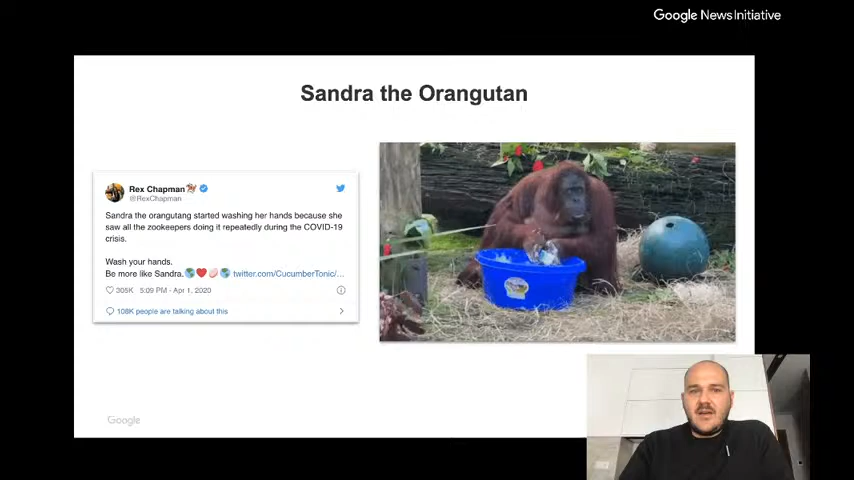 Google News Initiative
Sandra the Orangutan
Rex Chapman
@RexChapman
Sandra the orangutang started washing her hands because she
saw all the zookeepers doing it repeatedly during the COVID-19
crisis.
Wash your hands.
Be more like Sandra.🌎❤️🧼🌎 twitter.com/CucumberTonic/...
305K 5:09 PM - Apr 1, 2020
108K people are talking about this
Google